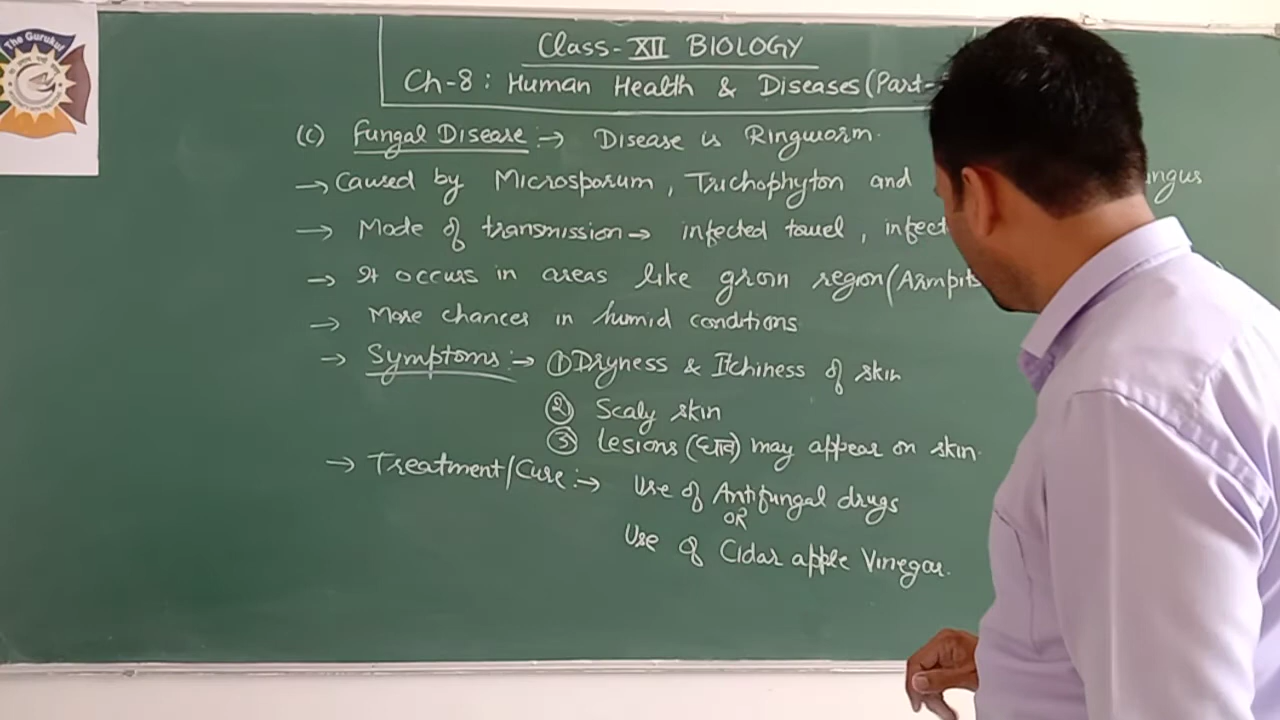 The Gurukul
Class-XII BIOLOGY
Ch-8: Human Health & Diseases (Part-
(c) Fungal Disease:→ Disease is Ringworm.
→ Caused by Microsporum, Trichophyton and ngus
→ Mode of transmission → infected towel, infect
→ It occurs in areas like groin region (Armpits
→ More chances in humid conditions
→ Symptoms:→ ① Dryness & Itchiness of skin
② Scaly skin
③ Lesions (घाव) may appear on skin.
→ Treatment/Cure:→ Use of Antifungal drugs
OR
Use of Cidar apple Vinegar.